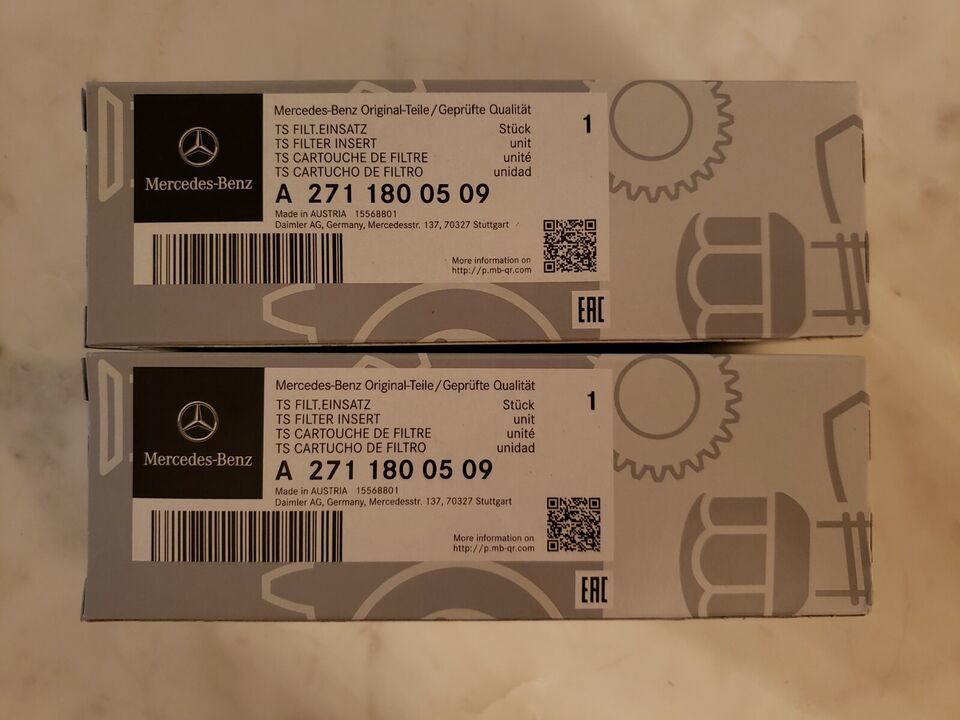 Mercedes-Benz
Mercedes-Benz Original-Teile/Geprüfte Qualität
TS FILT.EINSATZ Stück 1
TS FILTER INSERT unit
TS CARTOUCHE DE FILTRE unité
TS CARTUCHO DE FILTRO unidad
A 271 180 05 09
Made in AUSTRIA 15568801
Daimler AG, Germany, Mercedesstr. 137, 70327 Stuttgart
More information on
http://p.mb-qr.com
EAC
Mercedes-Benz
Mercedes-Benz Original-Teile/Geprüfte Qualität
TS FILT.EINSATZ Stück 1
TS FILTER INSERT unit
TS CARTOUCHE DE FILTRE unité
TS CARTUCHO DE FILTRO unidad
A 271 180 05 09
Made in AUSTRIA 15568801
Daimler AG, Germany, Mercedesstr. 137, 70327 Stuttgart
More information on
http://p.mb-qr.com
EAC